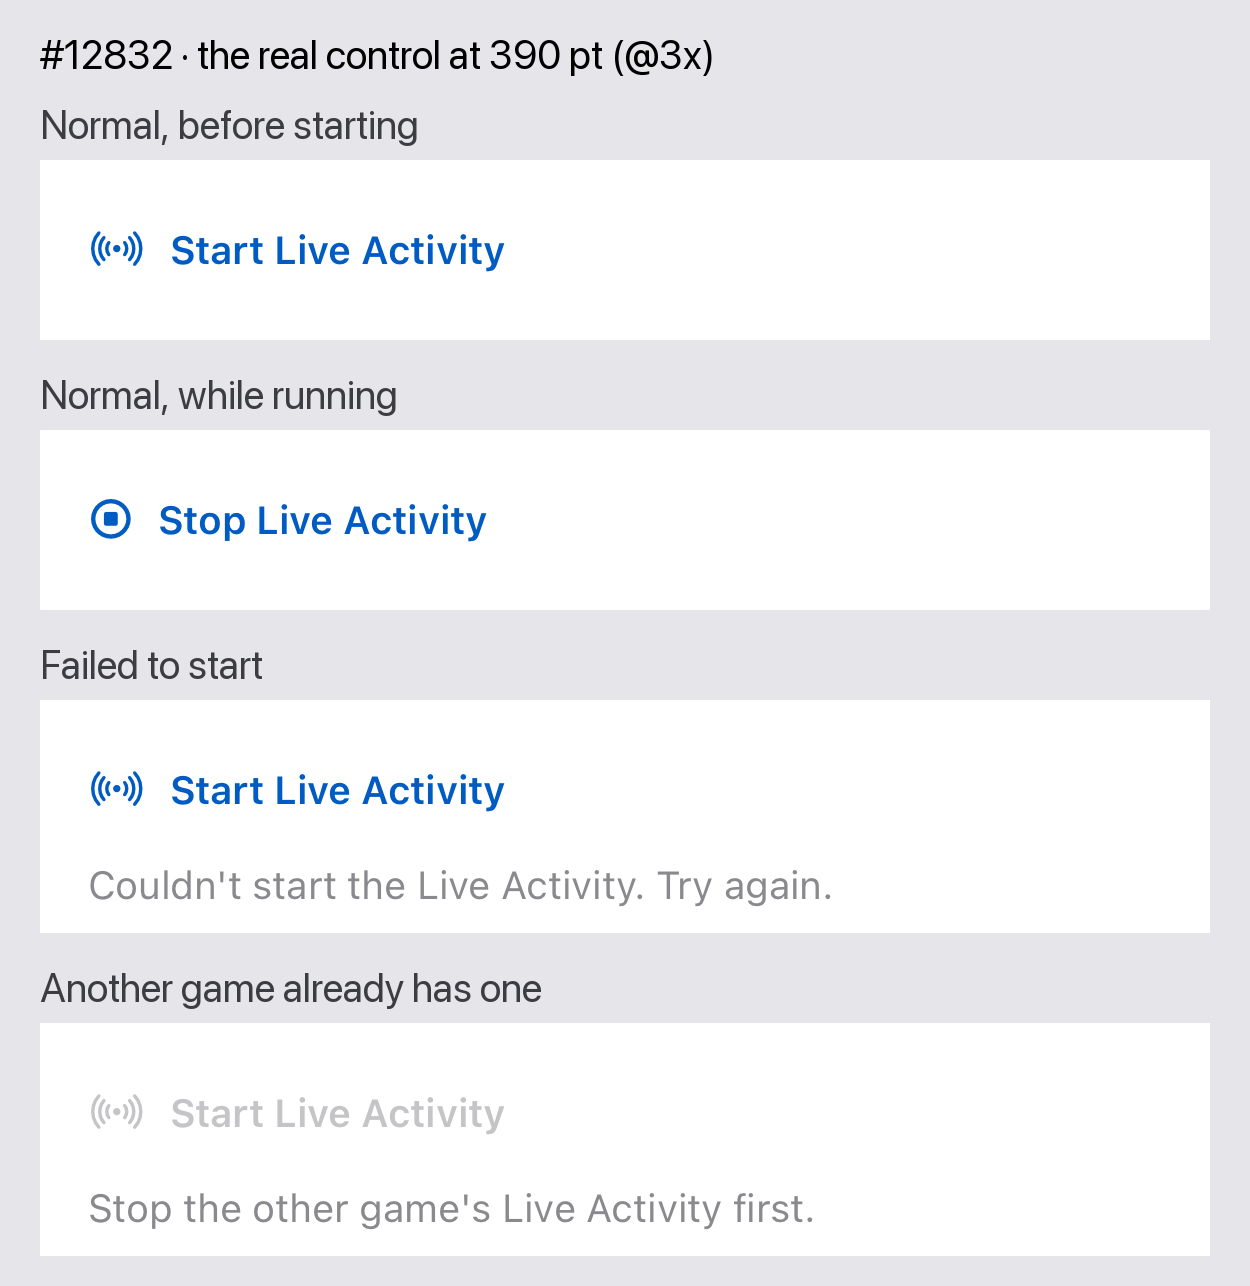 #12832 · the real control at 390 pt (@3x)
Normal, before starting
Start Live Activity
Normal, while running
Stop Live Activity
Failed to start
Start Live Activity
Couldn't start the Live Activity. Try again.
Another game already has one
Start Live Activity
Stop the other game's Live Activity first.